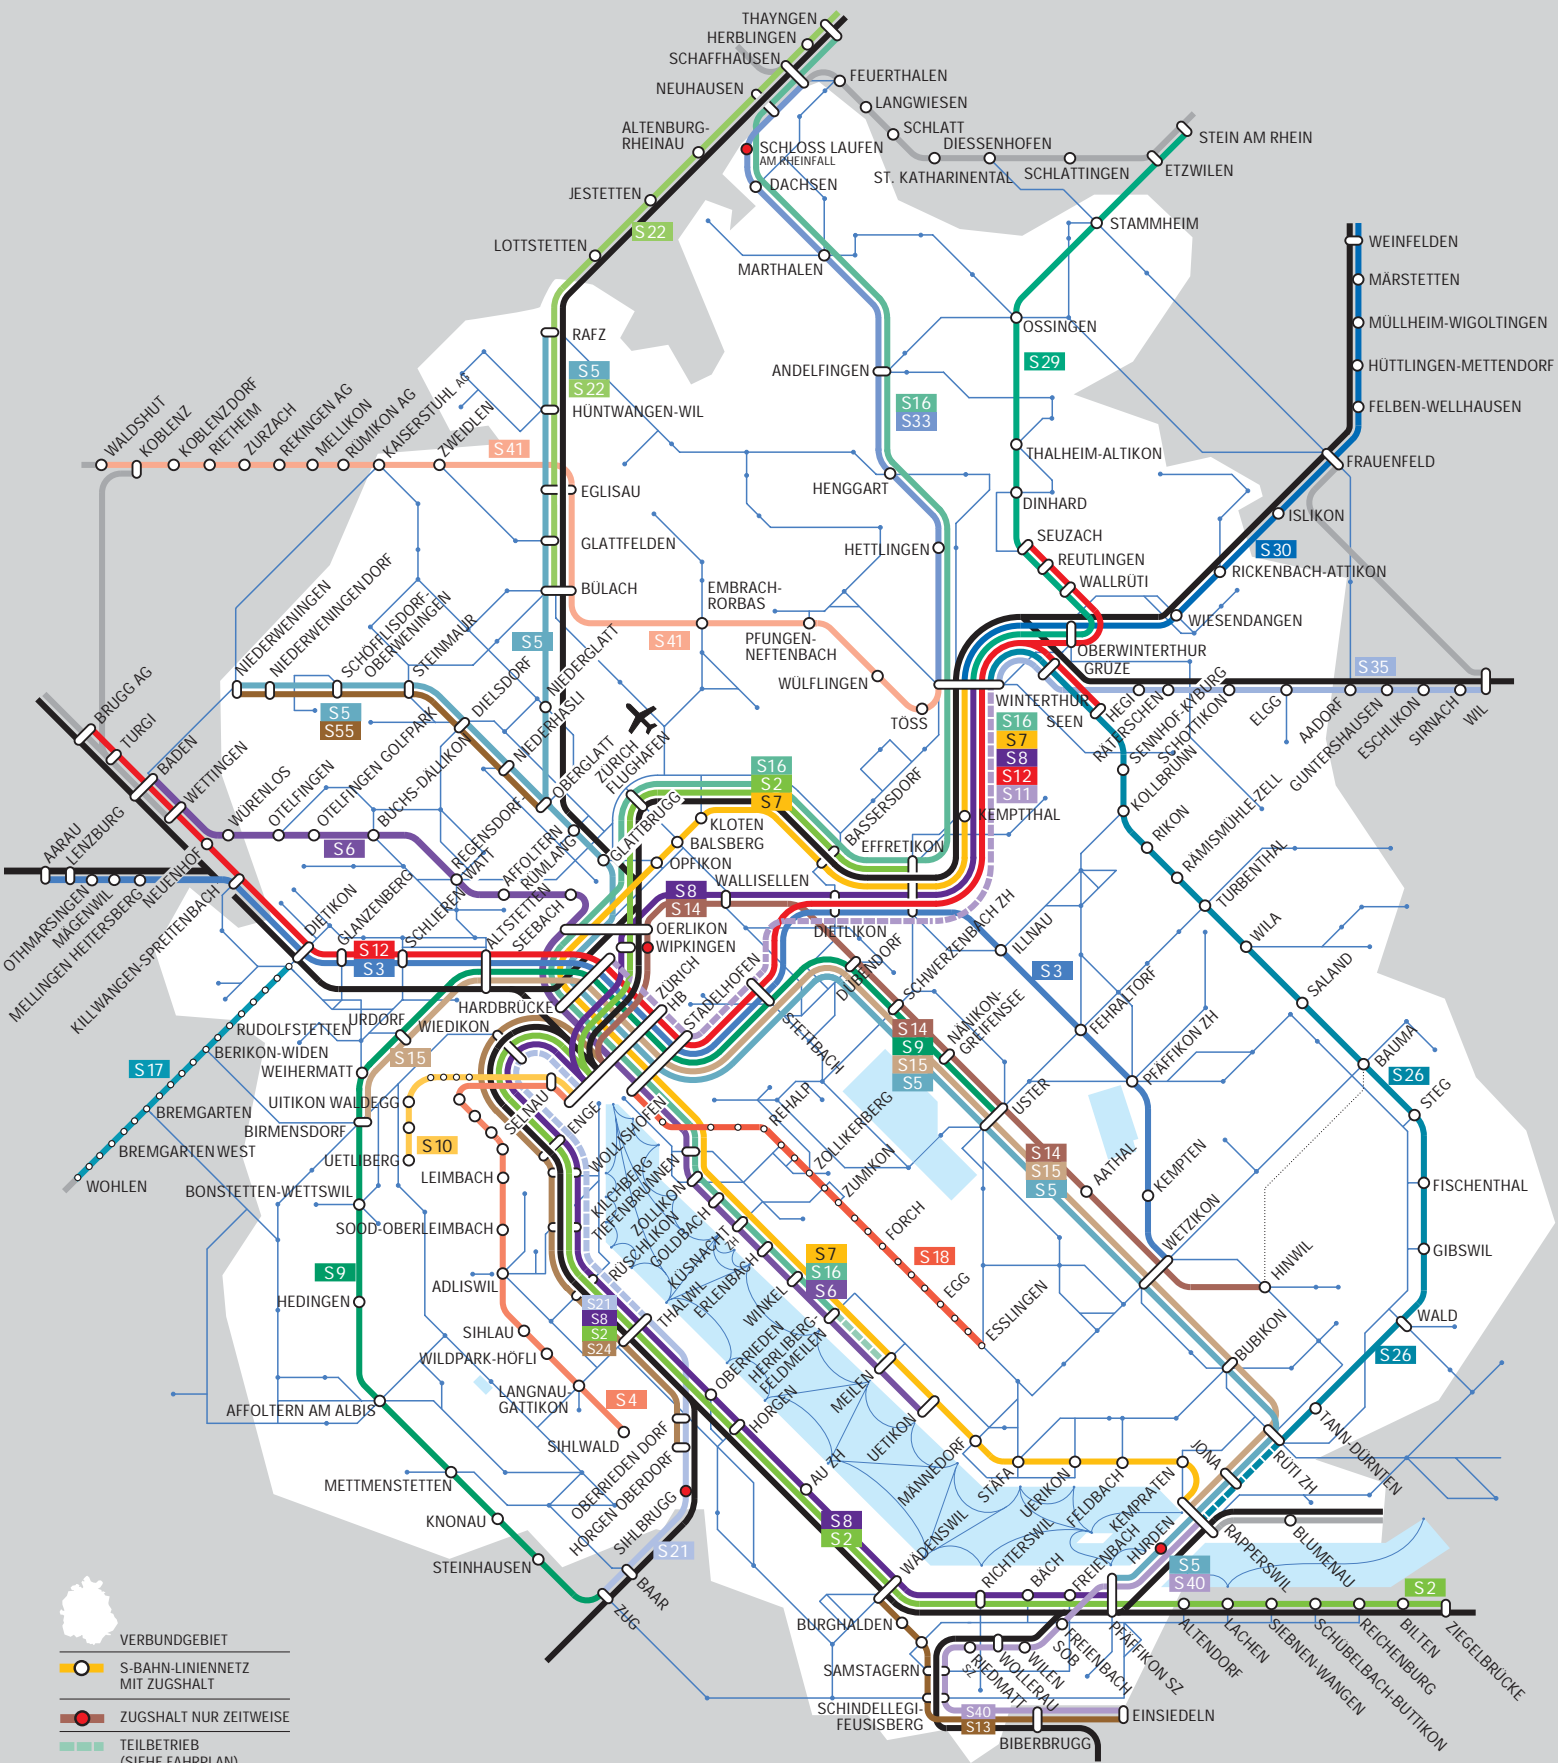 THAYNGEN
HERBLINGEN
SCHAFFHAUSEN
NEUHAUSEN
FEUERTHALEN
LANGWIESEN
SCHLATT
DIESSENHOFEN
ST. KATHARINENTAL
SCHLATTINGEN
STEIN AM RHEIN
ETZWILEN
ALTENBURG-
RHEINAU
SCHLOSS LAUFEN
AM RHEINFALL
DACHSEN
JESTETTEN
S22
LOTTSTETTEN
MARTHALEN
STAMMHEIM
WEINFELDEN
MÄRSTETTEN
MÜLLHEIM-WIGOLTINGEN
HÜTTLINGEN-METTENDORF
FELBEN-WELLHAUSEN
FRAUENFELD
ISLIKON
S30
RICKENBACH-ATTIKON
WIESENDANGEN
RAFZ
S5
S22
HÜNTWANGEN-WIL
ANDELFINGEN
S16
S33
OSSINGEN
S29
THALHEIM-ALTIKON
DINHARD
SEUZACH
REUTLINGEN
WALLRÜTI
HENGGART
HETTLINGEN
WALDSHUT
KOBLENZ
KOBLENZ DORF
RIETHEIM
ZURZACH
REKINGEN AG
MELLIKON
RÜMIKON AG
KAISERSTUHL AG
ZWEIDLEN
S41
EGLISAU
GLATTFELDEN
BÜLACH
EMBRACH-
RORBAS
S41
PFUNGEN-
NEFTENBACH
WÜLFLINGEN
TÖSS
OBERWINTERTHUR
GRÜZE
WINTERTHUR
SEEN
S16
S7
S8
S12
S11
HEGI
RÄTERSCHEN
SENNHOF-KYBURG
SCHOTTIKON
ELGG
S35
AADORF
GUNTERSHAUSEN
ESCHLIKON
SIRNACH
WIL
KOLLBRUNN
RIKON
RÄMISMÜHLE-ZELL
TURBENTHAL
WILA
SALAND
BAUMA
S26
STEG
FISCHENTHAL
GIBSWIL
WALD
S26
TANN-DÜRNTEN
RÜTI ZH
NIEDERWENINGEN
NIEDERWENINGEN DORF
SCHÖFFLISDORF-
OBERWENINGEN
STEINMAUR
S5
S55
DIELSDORF
NIEDERHASLI
S5
NIEDERGLATT
OBERGLATT
RÜMLANG
ZÜRICH
FLUGHAFEN
GLATTBRUGG
S16
S2
S7
KLOTEN
BALSBERG
OPFIKON
BASSERSDORF
EFFRETIKON
KEMPTTHAL
BRUGG AG
TURGI
BADEN
WETTINGEN
WÜRENLOS
OTELFINGEN
OTELFINGEN GOLFPARK
BUCHS-DÄLLIKON
S6
REGENSDORF-
WATT
AFFOLTERN
SEEBACH
AARAU
LENZBURG
OTHMARSINGEN
MÄGENWIL
MELLINGEN HEITERSBERG
NEUENHOF
KILLWANGEN-SPREITENBACH
DIETIKON
GLANZENBERG
S12
S3
SCHLIEREN
ALTSTETTEN
S8
S14
WALLISELLEN
DIETLIKON
OERLIKON
WIPKINGEN
HARDBRÜCKE
ZÜRICH
HB
STADELHOFEN
STETTBACH
DÜBENDORF
SCHWERZENBACH ZH
NÄNIKON-
GREIFENSEE
S14
S9
S15
S5
ILLNAU
S3
FEHRALTORF
PFÄFFIKON ZH
KEMPTEN
USTER
S14
S15
S5
AATHAL
WETZIKON
HINWIL
BUBIKON
URDORF
WIEDIKON
S15
RUDOLFSTETTEN
BERIKON-WIDEN
S17
BREMGARTEN
BREMGARTEN WEST
WOHLEN
WEIHERMATT
UITIKON WALDEGG
BIRMENSDORF
S10
UETLIBERG
BONSTETTEN-WETTSWIL
S9
HEDINGEN
AFFOLTERN AM ALBIS
METTMENSTETTEN
KNONAU
STEINHAUSEN
ZUG
BAAR
SELNAU
ENGE
LEIMBACH
SOOD-OBERLEIMBACH
ADLISWIL
SIHLAU
WILDPARK-HÖFLI
LANGNAU-
GATTIKON
S4
SIHLWALD
WOLLISHOFEN
KILCHBERG
RÜSCHLIKON
THALWIL
S21
S8
S2
S24
OBERRIEDEN DORF
HORGEN OBERDORF
SIHLBRUGG
S21
OBERRIEDEN
HORGEN
AU ZH
S8
S2
WÄDENSWIL
TIEFENBRUNNEN
ZOLLIKON
GOLDBACH
KÜSNACHT
ZH
ERLENBACH
WINKEL
HERRLIBERG-
FELDMEILEN
S7
S16
S6
MEILEN
UETIKON
MÄNNEDORF
STÄFA
UERIKON
FELDBACH
KEMPRATEN
JONA
RAPPERSWIL
BLUMENAU
REHALP
ZOLLIKERBERG
ZUMIKON
FORCH
S18
EGG
ESSLINGEN
RICHTERSWIL
BÄCH
FREIENBACH
HURDEN
S5
S40
S2
PFÄFFIKON SZ
ALTENDORF
LACHEN
SIEBNEN-WANGEN
SCHÜBELBACH-BUTTIKON
REICHENBURG
BILTEN
ZIEGELBRÜCKE
BURGHALDEN
SAMSTAGERN
SCHINDELLEGI-
FEUSISBERG
RIEDMATT
SZ
WOLLERAU
WILEN
FREIENBACH
SOB
S40
S13
BIBERBRUGG
EINSIEDELN
VERBUNDGEBIET
S-BAHN-LINIENNETZ
MIT ZUGSHALT
ZUGSHALT NUR ZEITWEISE
TEILBETRIEB
(SIEHE FAHRPLAN)